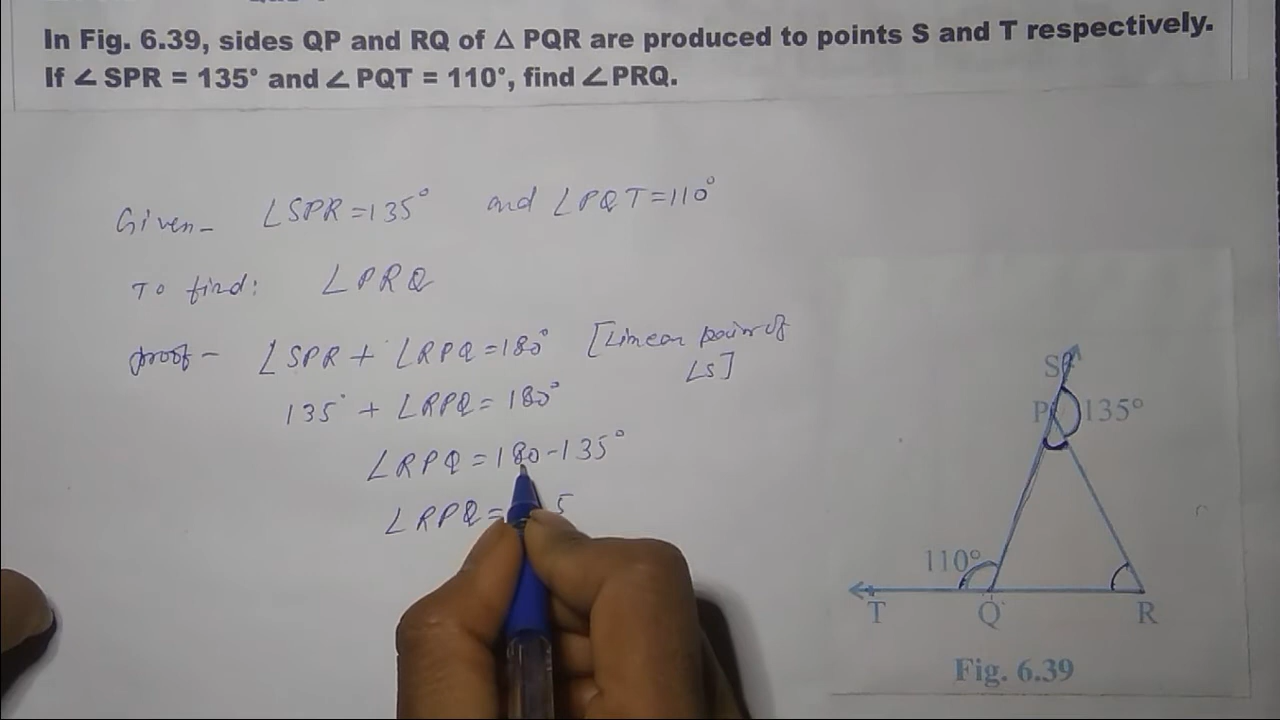 In Fig. 6.39, sides QP and RQ of Δ PQR are produced to points S and T respectively.
If ∠ SPR = 135° and ∠ PQT = 110°, find ∠PRQ.
Given- ∠SPR=135° and ∠PQT=110°
To find: ∠PRQ
proof- ∠SPR + ∠RPQ=180° [Linear pair of
∠s]
135° + ∠RPQ= 180°
∠RPQ=180-135°
∠RPQ= 5
S
P 135°
110°
T Q R
Fig. 6.39